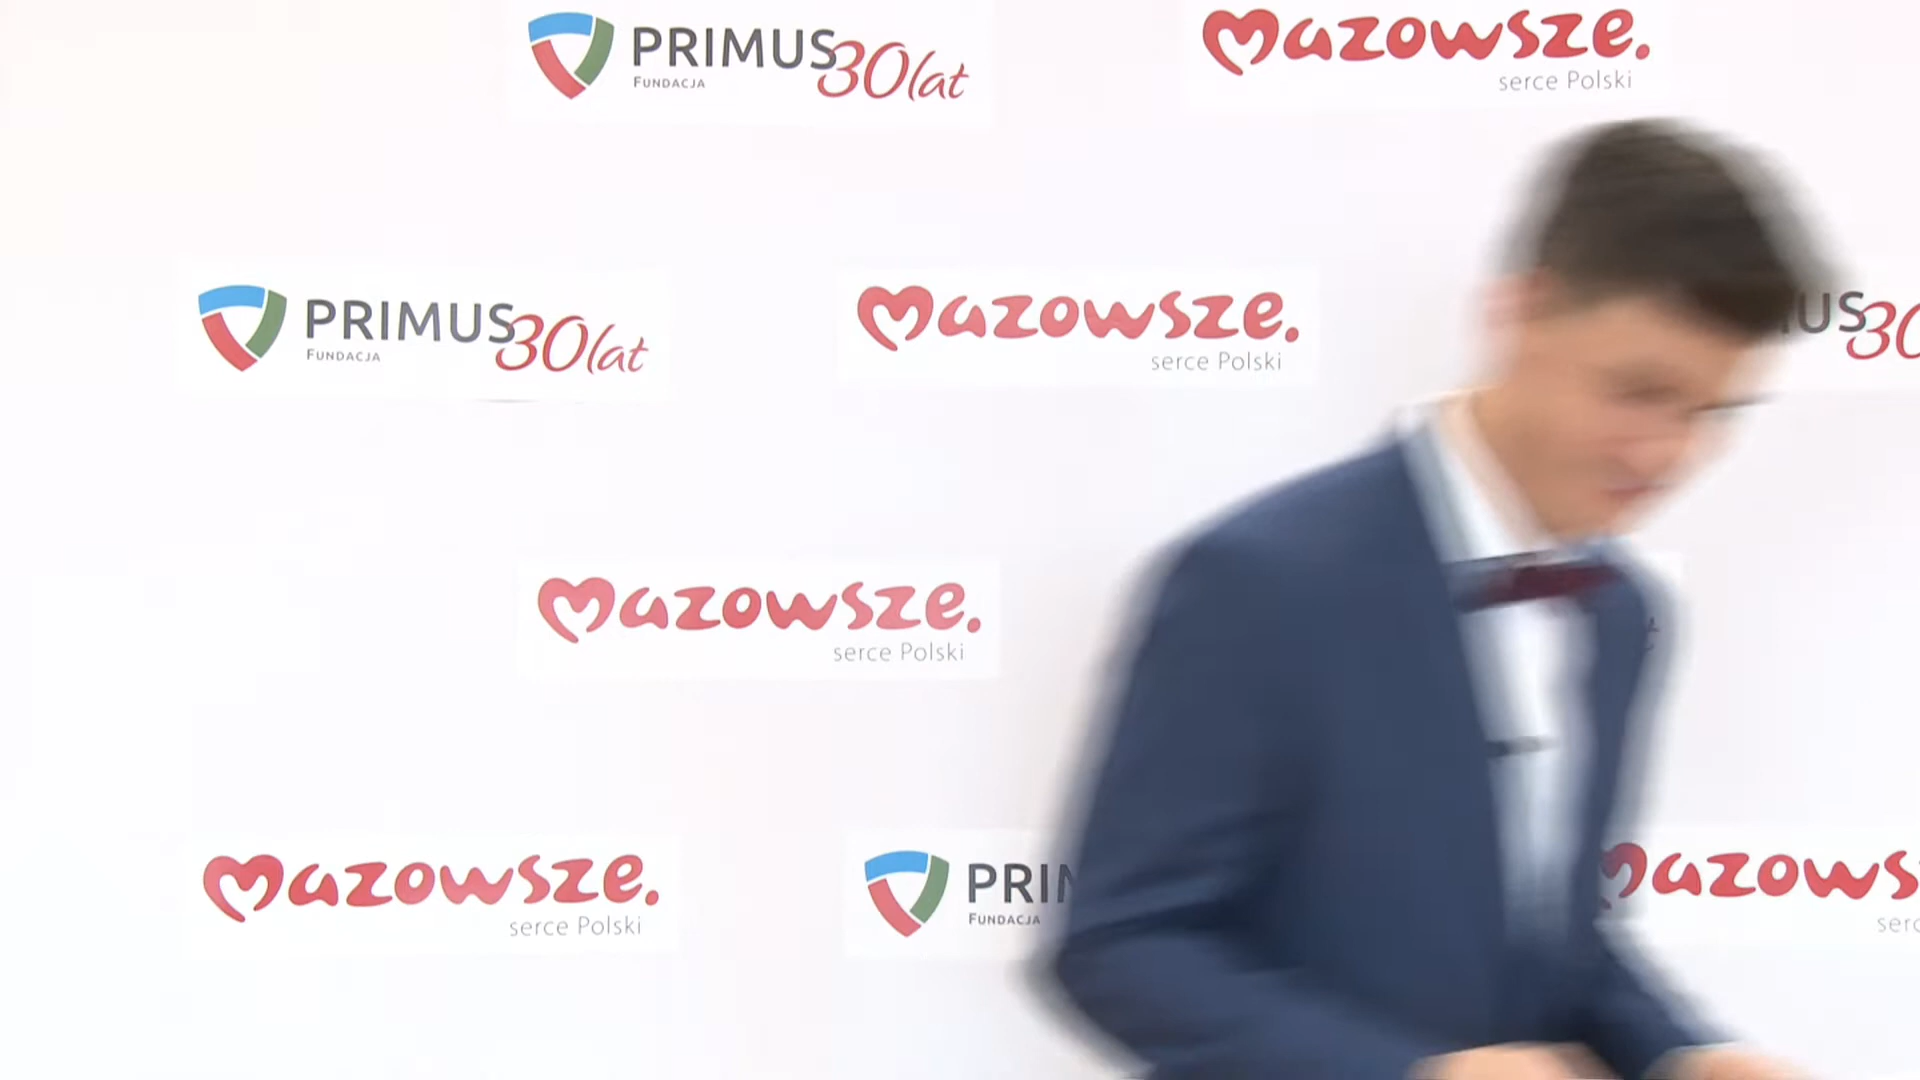 PRIMUS 30lat
FUNDACJA
mazowsze.
serce Polski
PRIMUS 30lat
FUNDACJA
mazowsze.
serce Polski
US 30
mazowsze.
serce Polski
t
mazowsze.
serce Polski
PRI
FUNDACJA
mazows
serc